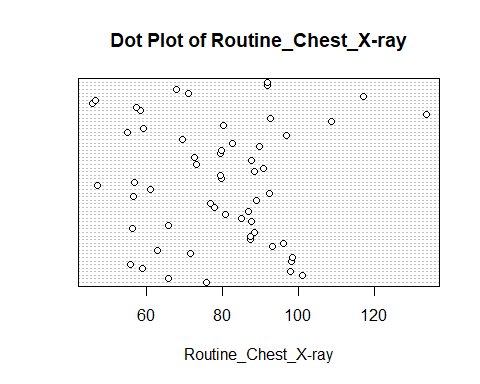 Dot Plot of Routine_Chest_X-ray
60 80 100 120
Routine_Chest_X-ray